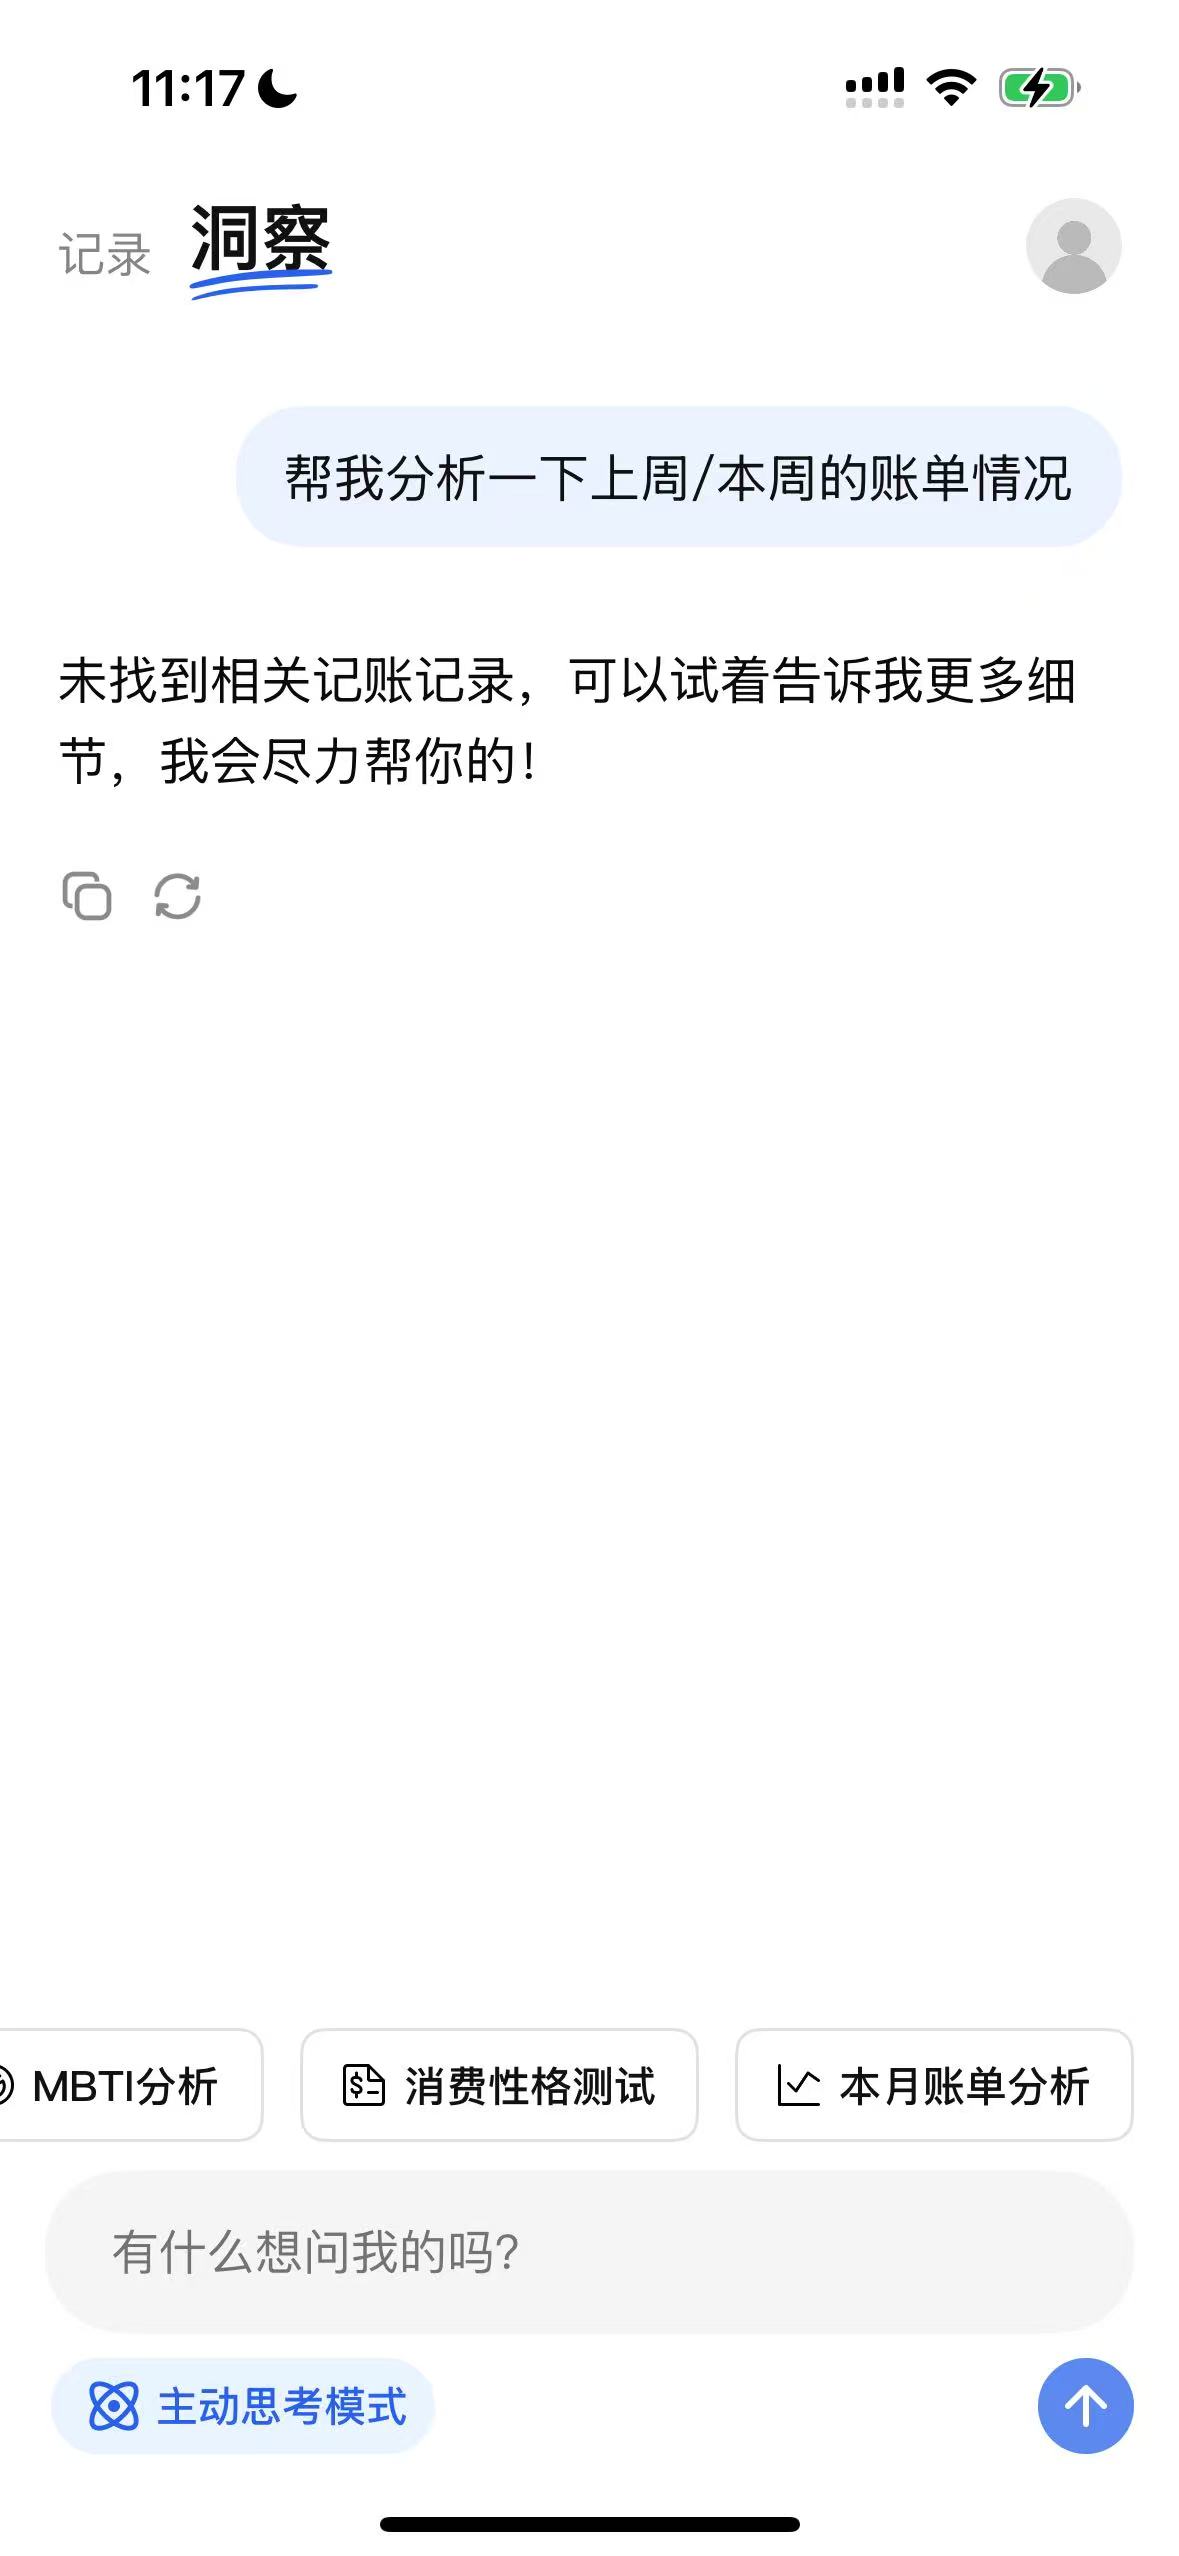 11:17
记录 洞察
帮我分析一下上周/本周的账单情况
未找到相关记账记录，可以试着告诉我更多细
节，我会尽力帮你的！
MBTI分析 消费性格测试 本月账单分析
有什么想问我的吗?
主动思考模式